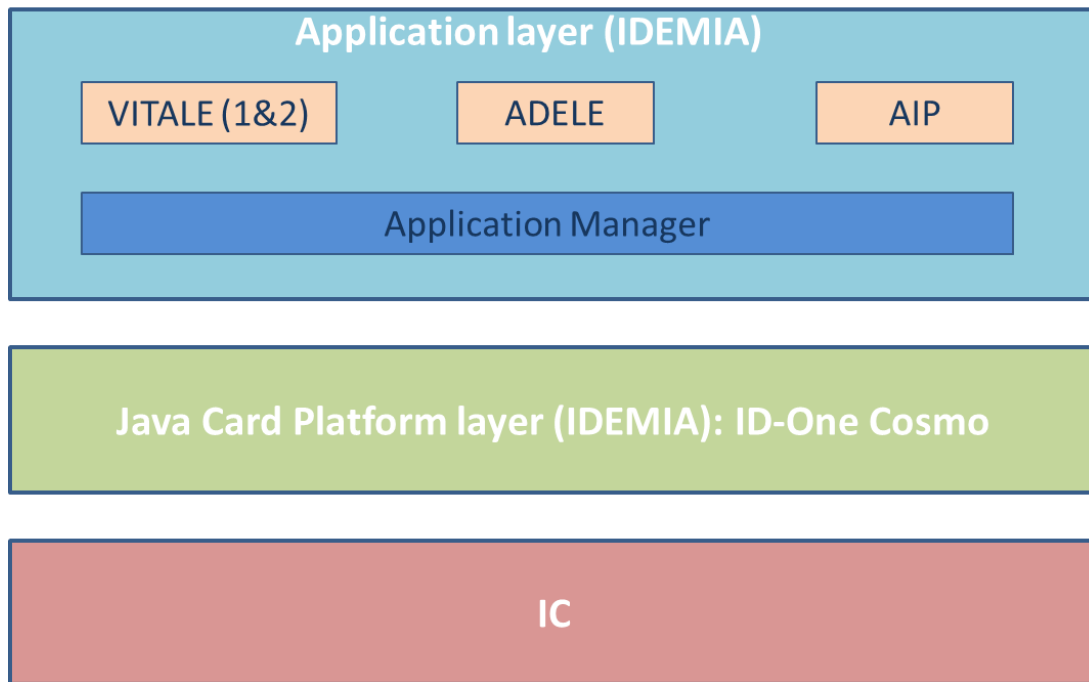 Application layer (IDEMIA)
VITALE (1&2)
ADELE
AIP
Application Manager
Java Card Platform layer (IDEMIA): ID-One Cosmo
IC